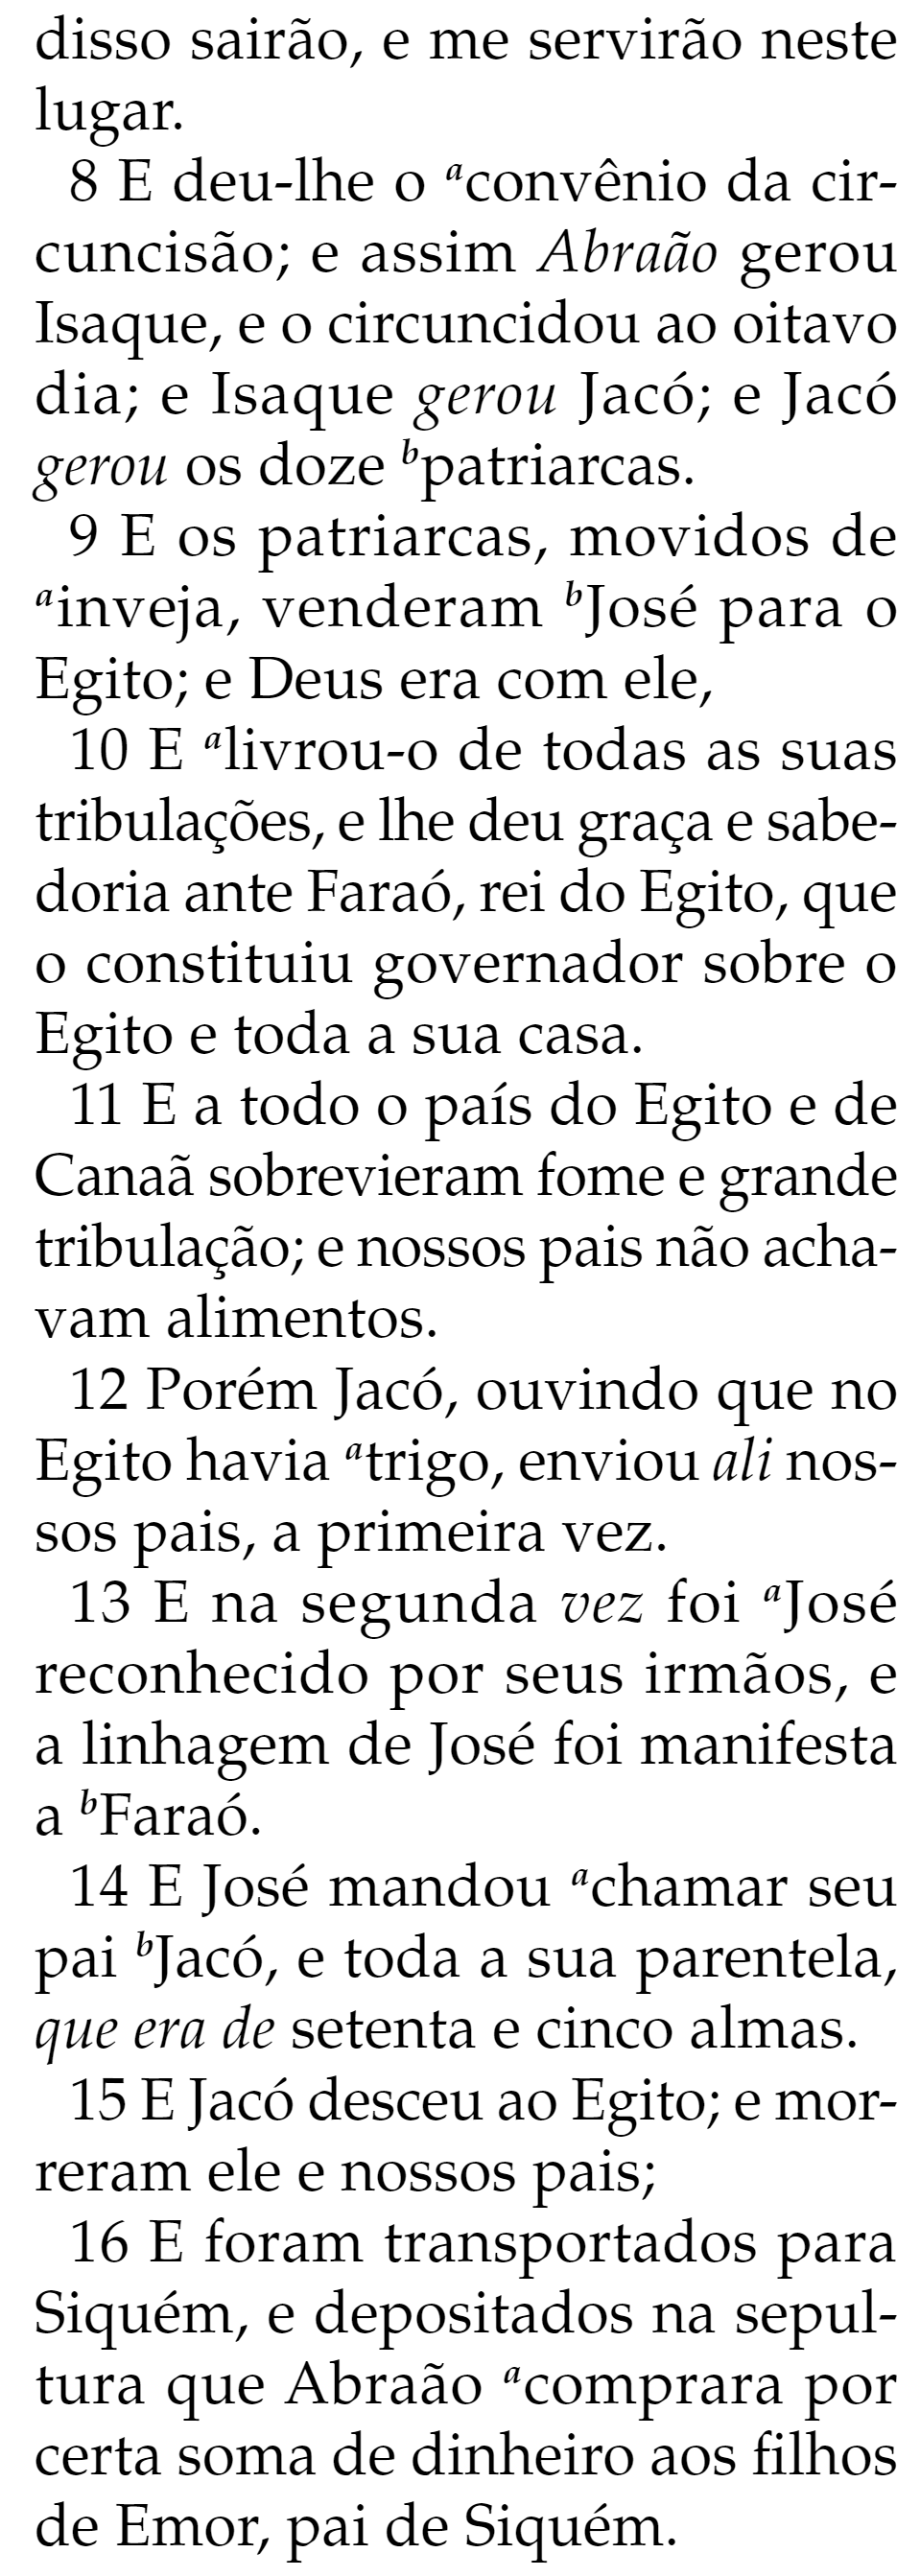 disso sairão, e me servirão neste
lugar.
8 E deu-lhe o ᵃconvênio da cir-
cuncisão; e assim Abraão gerou
Isaque, e o circuncidou ao oitavo
dia; e Isaque gerou Jacó; e Jacó
gerou os doze ᵇpatriarcas.
9 E os patriarcas, movidos de
ᵃinveja, venderam ᵇJosé para o
Egito; e Deus era com ele,
10 E ᵃlivrou-o de todas as suas
tribulações, e lhe deu graça e sabe-
doria ante Faraó, rei do Egito, que
o constituiu governador sobre o
Egito e toda a sua casa.
11 E a todo o país do Egito e de
Canaã sobrevieram fome e grande
tribulação; e nossos pais não acha-
vam alimentos.
12 Porém Jacó, ouvindo que no
Egito havia ᵃtrigo, enviou ali nos-
sos pais, a primeira vez.
13 E na segunda vez foi ᵃJosé
reconhecido por seus irmãos, e
a linhagem de José foi manifesta
a ᵇFaraó.
14 E José mandou ᵃchamar seu
pai ᵇJacó, e toda a sua parentela,
que era de setenta e cinco almas.
15 E Jacó desceu ao Egito; e mor-
reram ele e nossos pais;
16 E foram transportados para
Siquém, e depositados na sepul-
tura que Abraão ᵃcomprara por
certa soma de dinheiro aos filhos
de Emor, pai de Siquém.